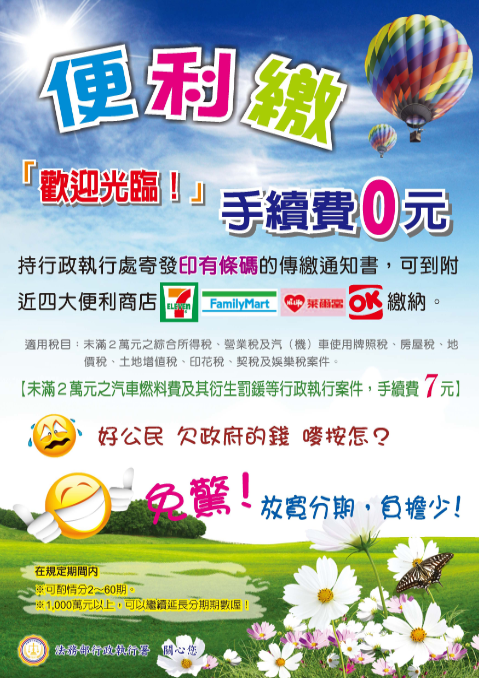 便利繳
「歡迎光臨！」
手續費0元
持行政執行處寄發印有條碼的傳繳通知書，可到附
近四大便利商店 7-ELEVEN FamilyMart Hi-Life 萊爾富 OK 繳納。
適用稅目：未滿２萬元之綜合所得稅、營業稅及汽（機）車使用牌照稅、房屋稅、地
價稅、土地增值稅、印花稅、契稅及娛樂稅案件。
【未滿２萬元之汽車燃料費及其衍生罰鍰等行政執行案件，手續費7元】
好公民 欠政府的錢 嘜按怎？
免驚！放寬分期，負擔少！
在規定期間內
※可酌情分2～60期。
※1,000萬元以上，可以繼續延長分期期數喔！
法務部行政執行署 關心您